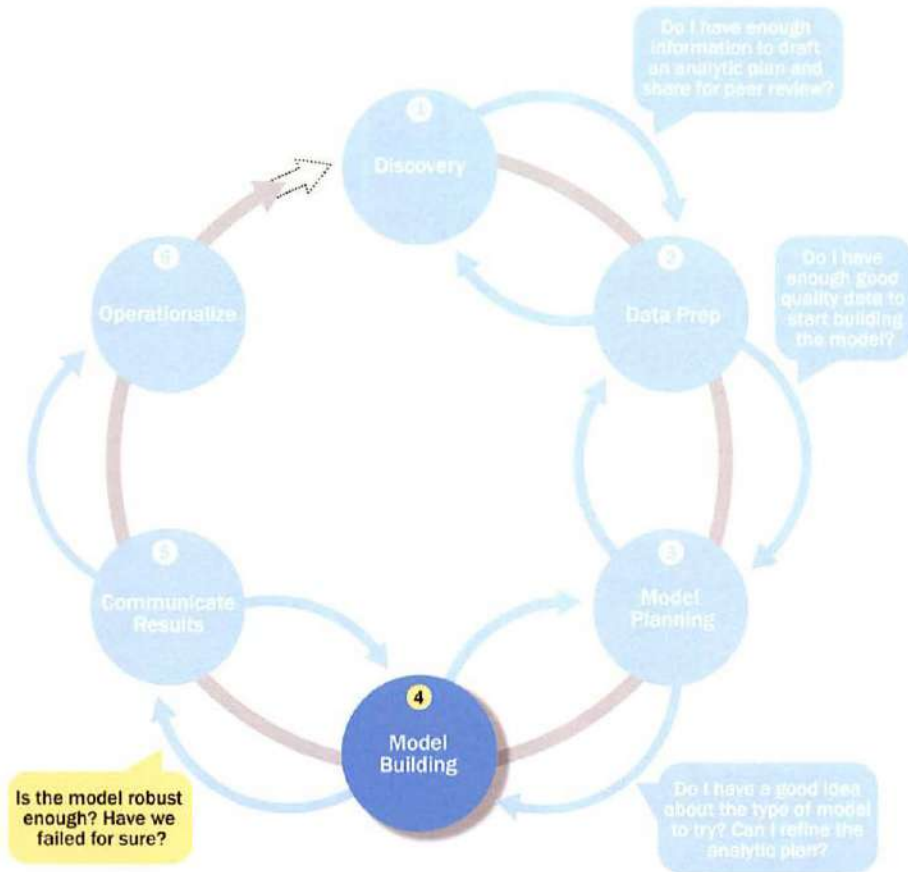 Do I have enough
information to draft
an analytic plan and
share for peer review?
1
Discovery
2
Data Prep
Do I have
enough good
quality data to
start building
the model?
3
Model
Planning
Do I have a good idea
about the type of model
to try? Can I refine the
analytic plan?
4
Model
Building
Is the model robust
enough? Have we
failed for sure?
5
Communicate
Results
6
Operationalize